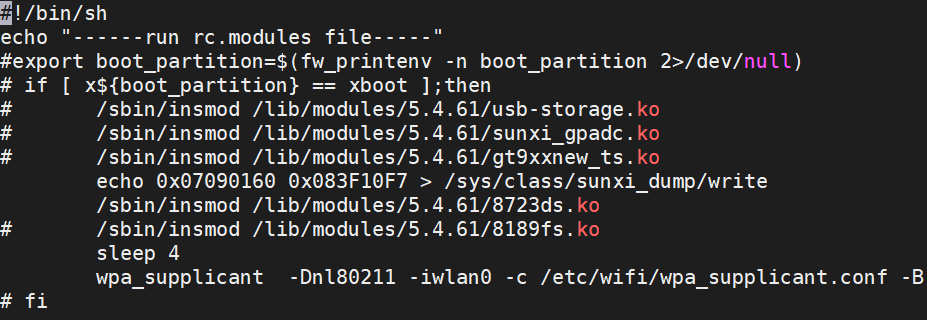 #!/bin/sh
echo "------run rc.modules file-----"
#export boot_partition=$(fw_printenv -n boot_partition 2>/dev/null)
# if [ x${boot_partition} == xboot ];then
#       /sbin/insmod /lib/modules/5.4.61/usb-storage.ko
#       /sbin/insmod /lib/modules/5.4.61/sunxi_gpadc.ko
#       /sbin/insmod /lib/modules/5.4.61/gt9xxnew_ts.ko
        echo 0x07090160 0x083F10F7 > /sys/class/sunxi_dump/write
        /sbin/insmod /lib/modules/5.4.61/8723ds.ko
#       /sbin/insmod /lib/modules/5.4.61/8189fs.ko
        sleep 4
        wpa_supplicant  -Dnl80211 -iwlan0 -c /etc/wifi/wpa_supplicant.conf -B
# fi